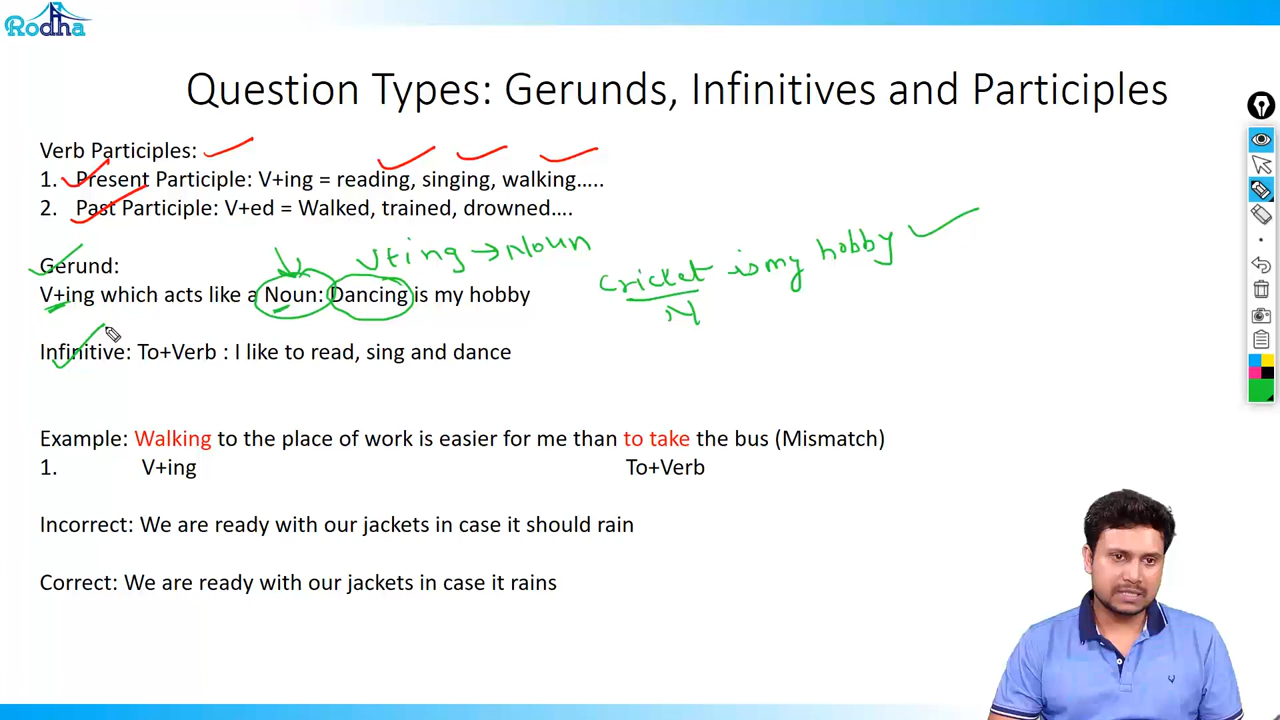 Rodha
Question Types: Gerunds, Infinitives and Participles
Verb Participles:
1. Present Participle: V+ing = reading, singing, walking.....
2. Past Participle: V+ed = Walked, trained, drowned....
V+ing → Noun
cricket is my hobby
N
Gerund:
V+ing which acts like a Noun: Dancing is my hobby
Infinitive: To+Verb : I like to read, sing and dance
Example: Walking to the place of work is easier for me than to take the bus (Mismatch)
1. V+ing To+Verb
Incorrect: We are ready with our jackets in case it should rain
Correct: We are ready with our jackets in case it rains